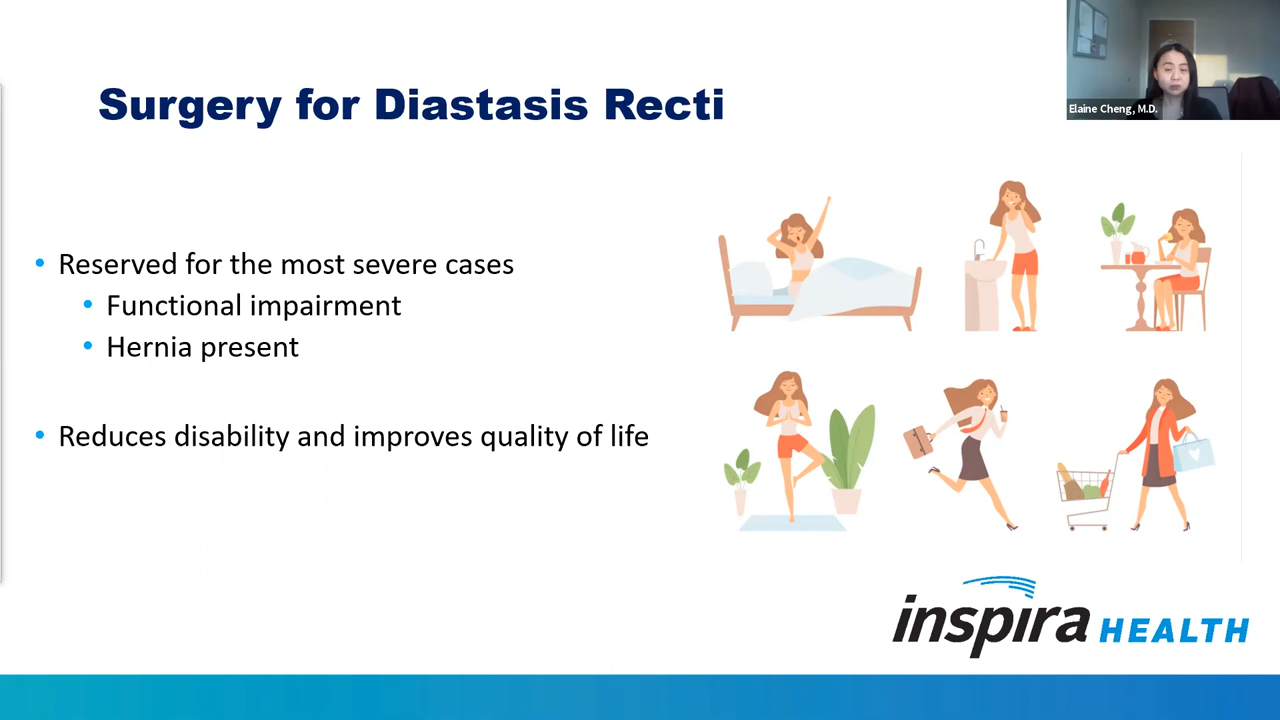 Elaine Cheng, M.D.
Surgery for Diastasis Recti
• Reserved for the most severe cases
• Functional impairment
• Hernia present
• Reduces disability and improves quality of life
inspira HEALTH